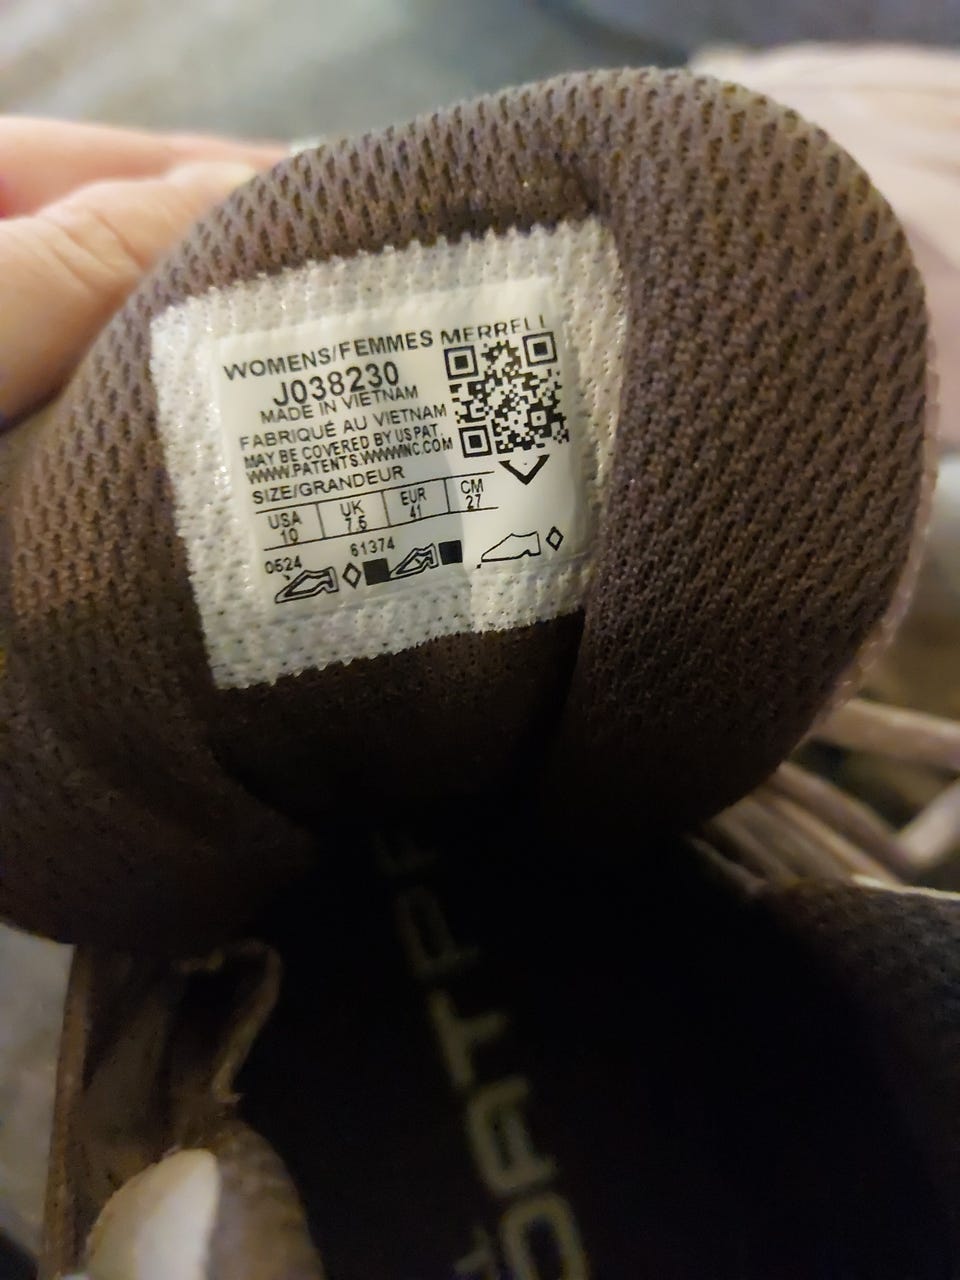 WOMENS/FEMMES MERRELL
J038230
MADE IN VIETNAM
FABRIQUÉ AU VIETNAM
MAY BE COVERED BY US PAT.
WWW.PATENTS.WWWINC.COM
SIZE/GRANDEUR
USA UK EUR CM
10 7.5 41 27
0524 61374